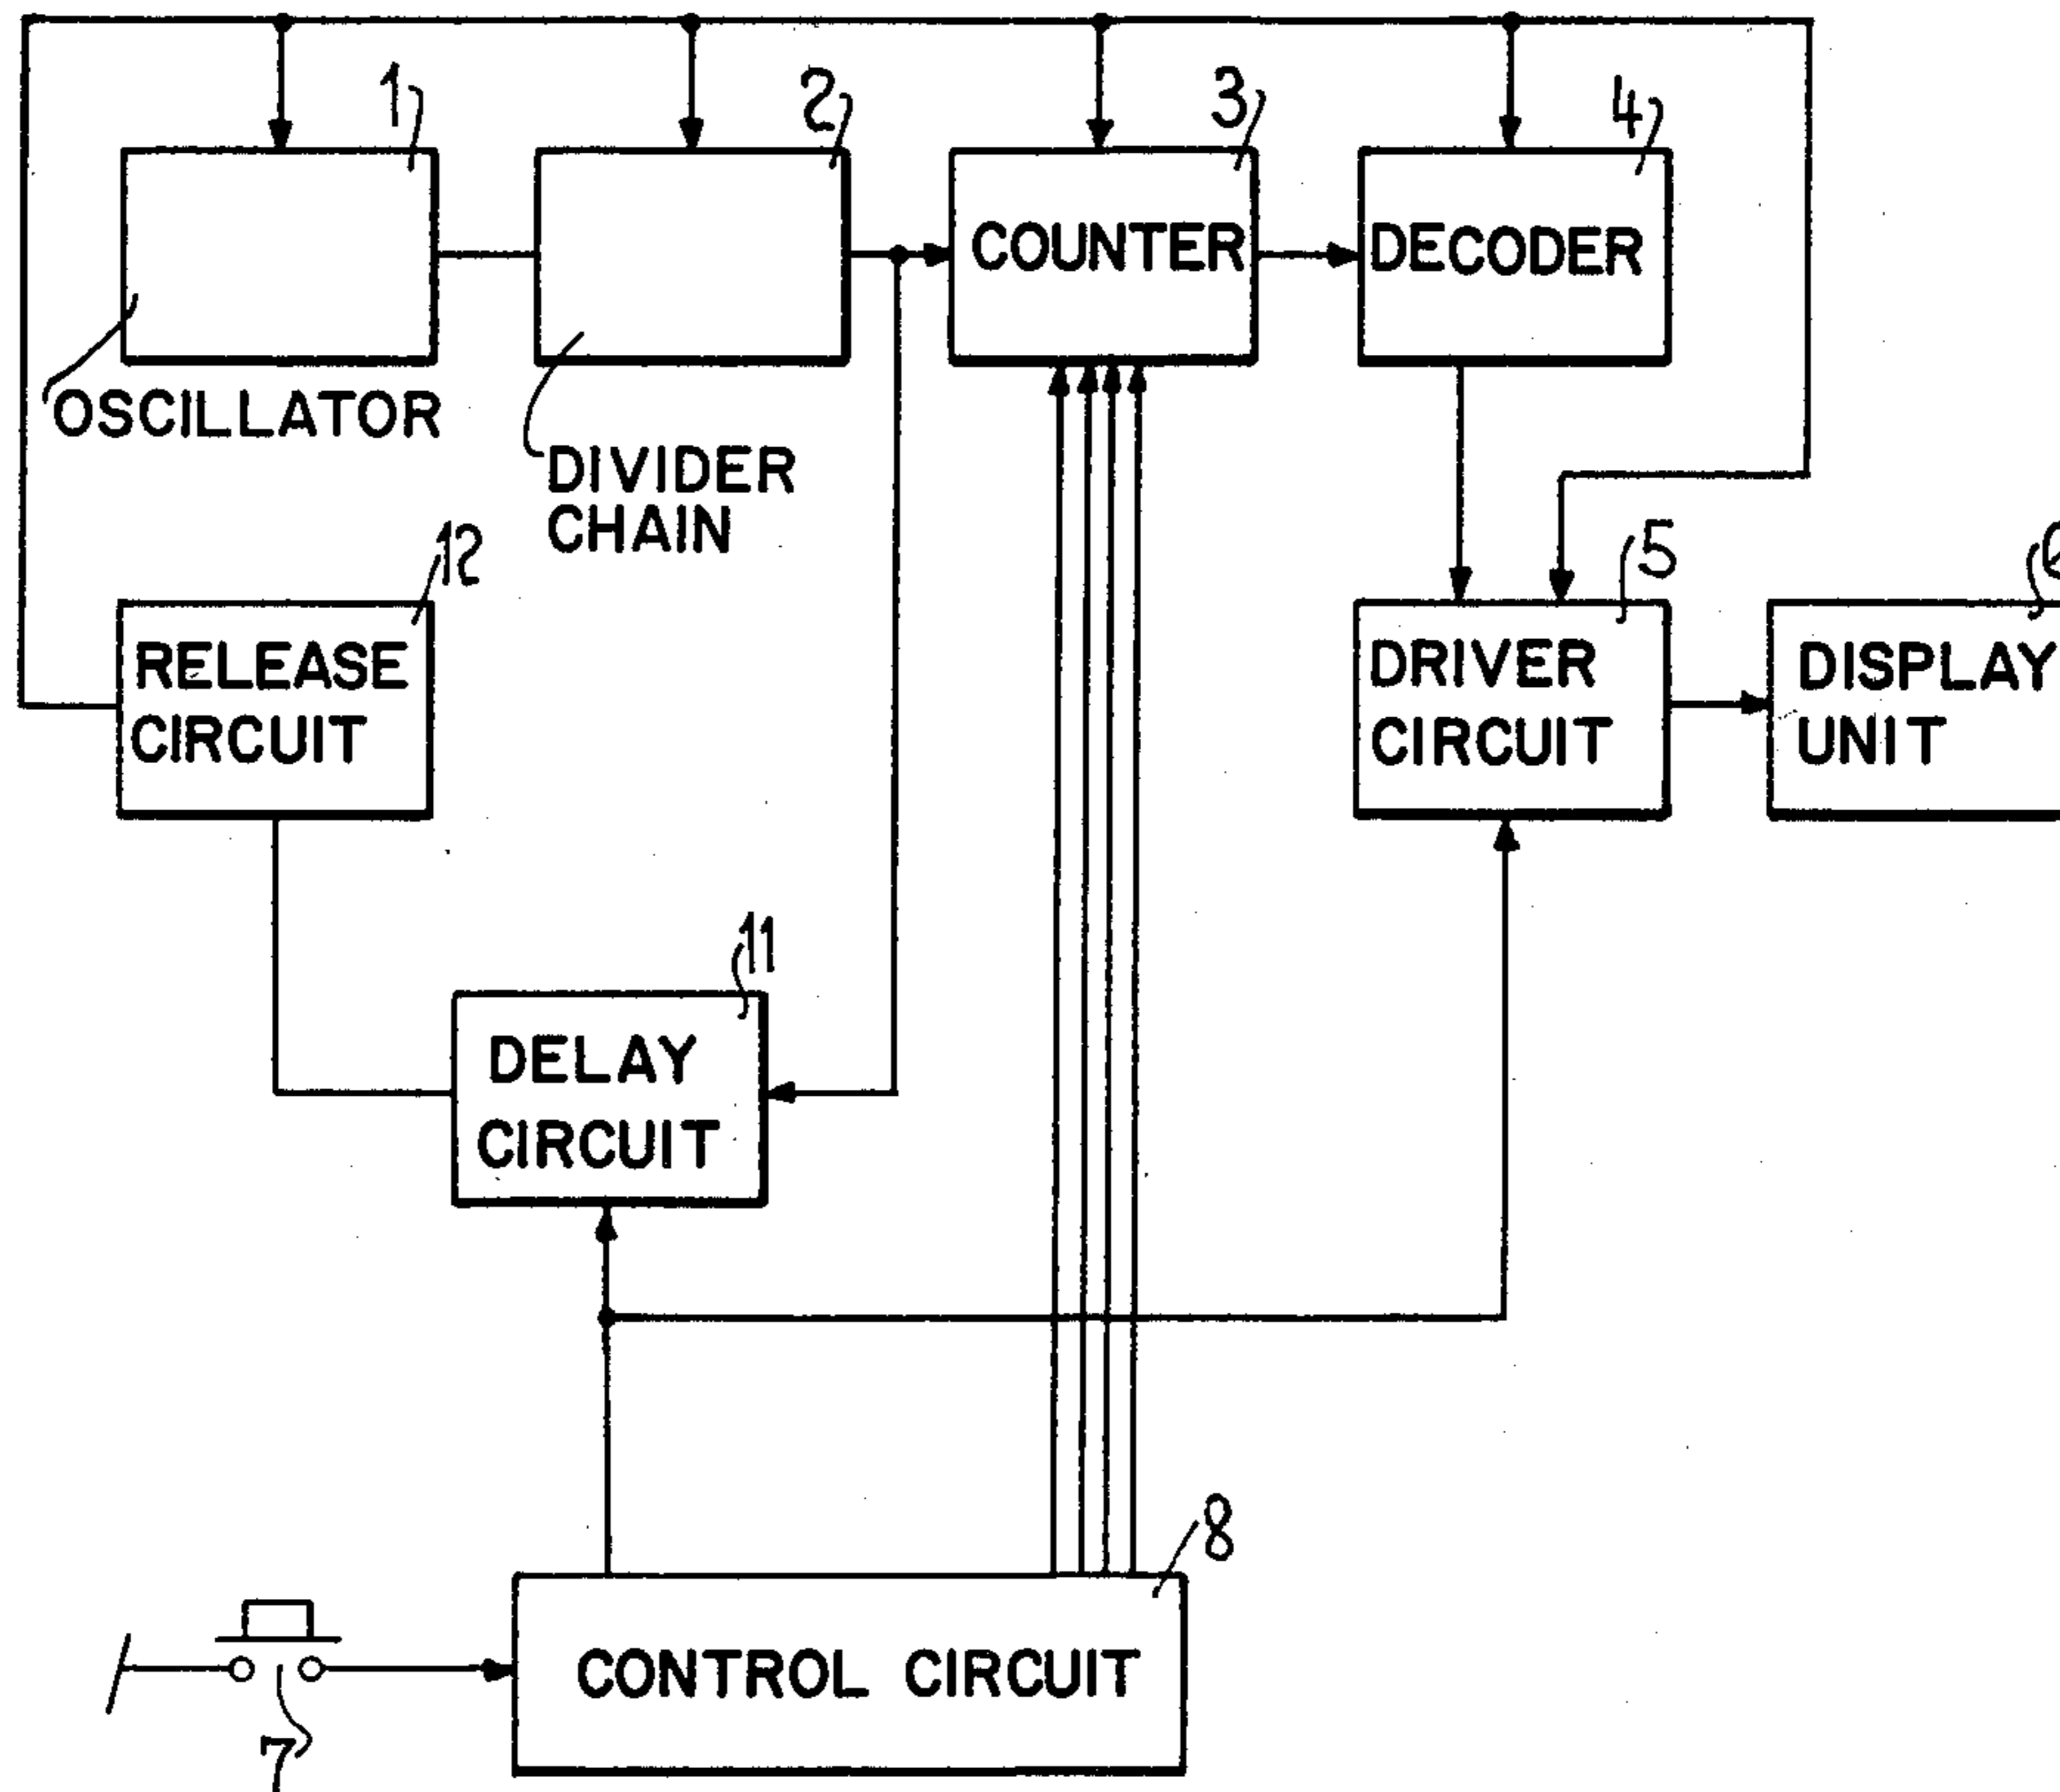 1
2
3
4
COUNTER
DECODER
OSCILLATOR
DIVIDER
CHAIN
12
5
6
RELEASE
CIRCUIT
DRIVER
CIRCUIT
DISPLAY
UNIT
11
DELAY
CIRCUIT
8
CONTROL CIRCUIT
7